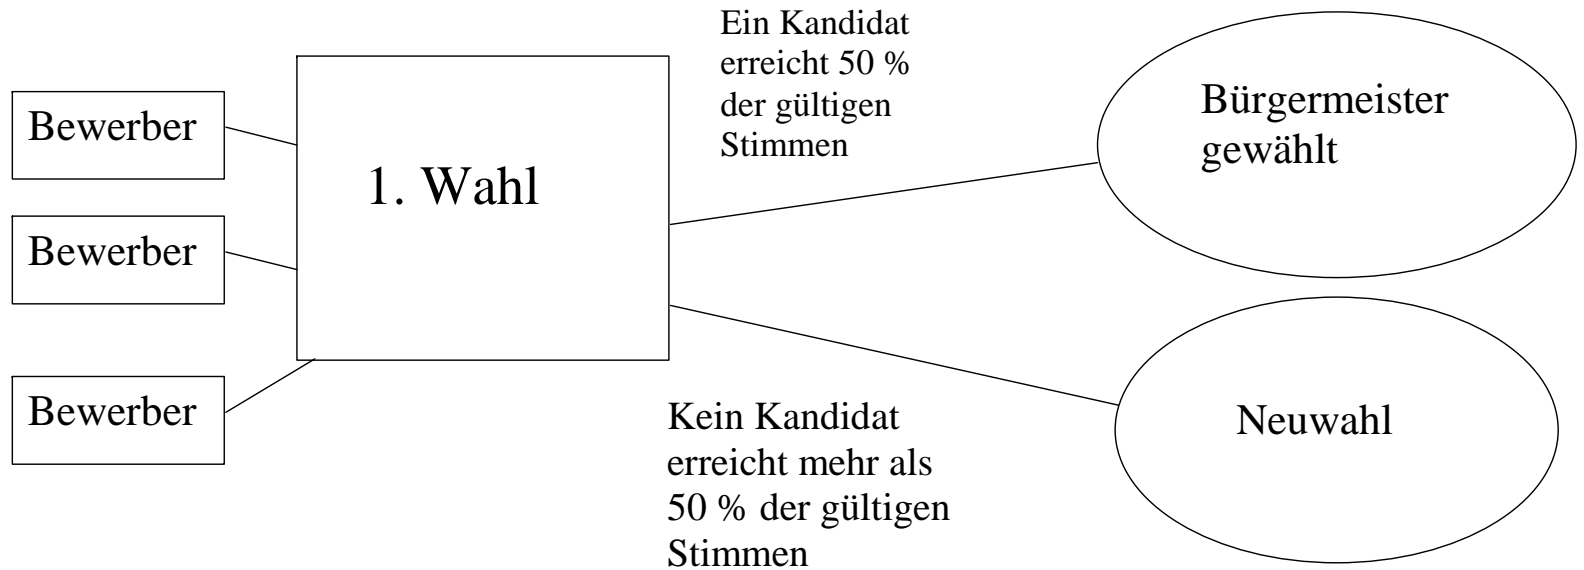 Bewerber
Bewerber
Bewerber
1. Wahl
Ein Kandidat
erreicht 50 %
der gültigen
Stimmen
Bürgermeister
gewählt
Kein Kandidat
erreicht mehr als
50 % der gültigen
Stimmen
Neuwahl